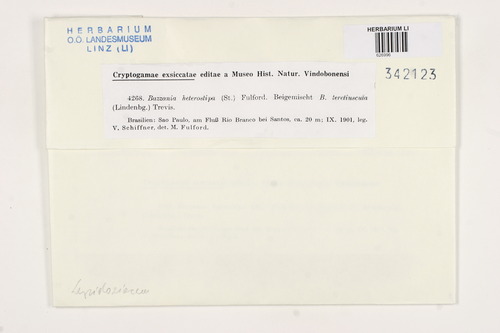 HERBARIUM
O.Ö. LANDESMUSEUM
LINZ (LI)
HERBARIUM LI
342123
Cryptogamae exsiccatae editae a Museo Hist. Natur. Vindobonensi
4268. Bazzania heterostipa (St.) Fulford. Beigemischt B. teretiuscula
(Lindenbg.) Trevis.
Brasilien: Sao Paulo, am Fluß Rio Branco bei Santos, ca. 20 m; IX. 1901, leg.
V. Schiffner, det. M. Fulford.
Lepidoziaceae